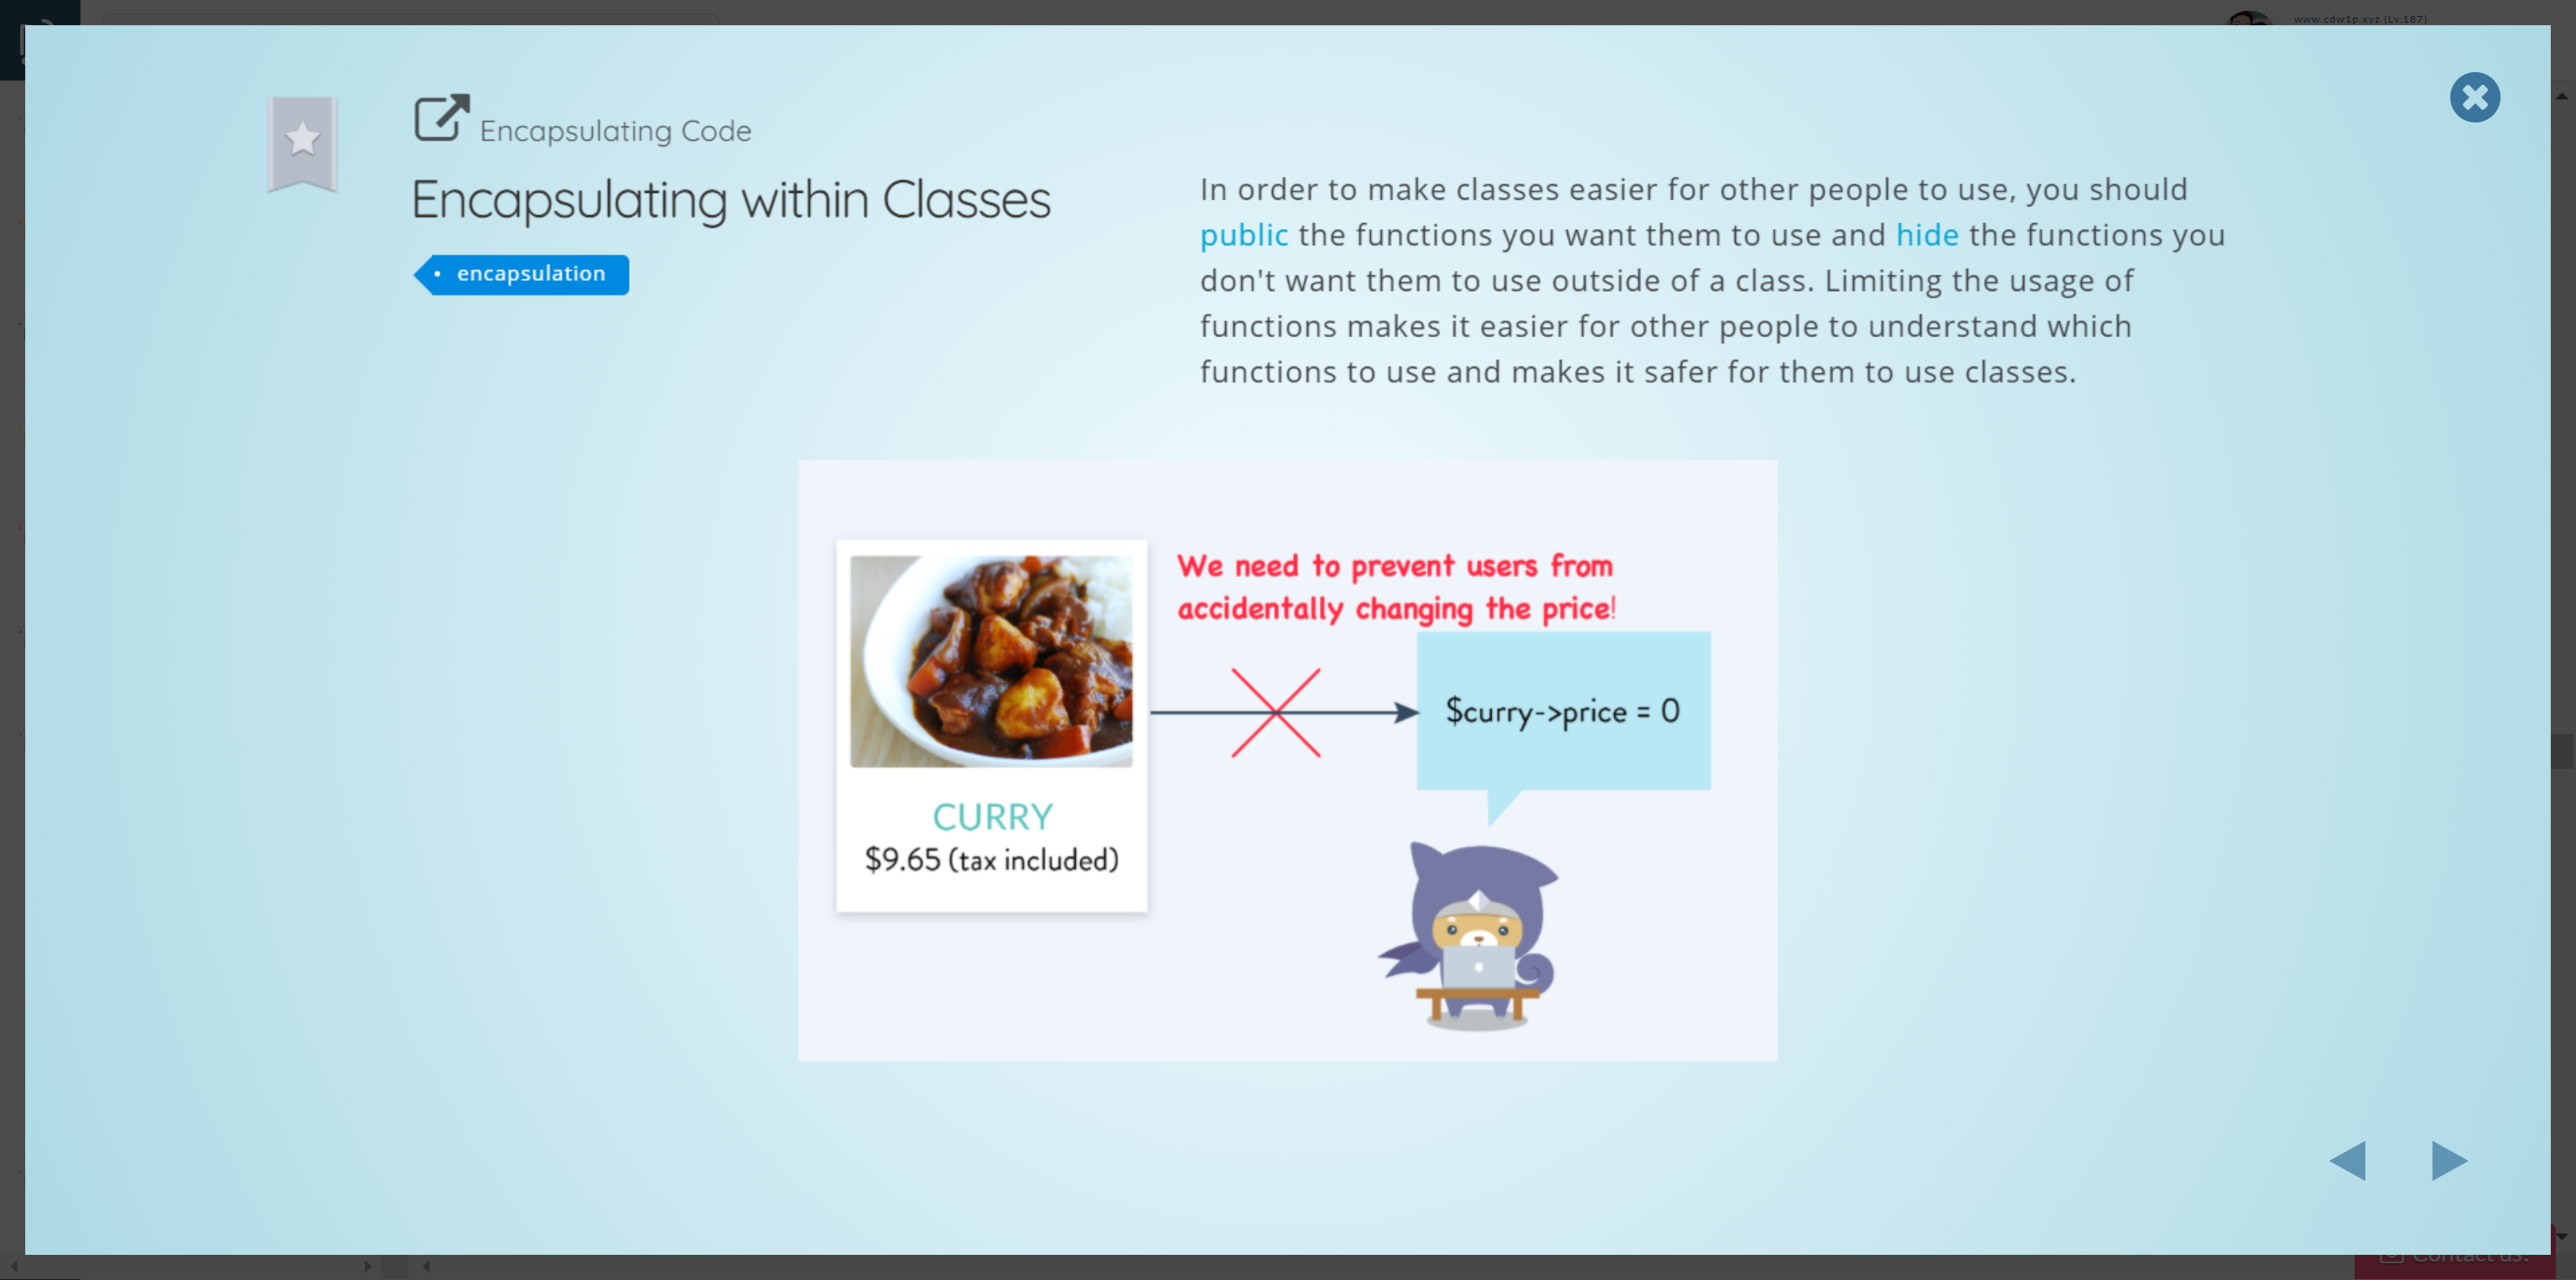 www.cdw1p.xyz (Lv.187)
Encapsulating Code
Encapsulating within Classes
• encapsulation
In order to make classes easier for other people to use, you should
public the functions you want them to use and hide the functions you
don't want them to use outside of a class. Limiting the usage of
functions makes it easier for other people to understand which
functions to use and makes it safer for them to use classes.
We need to prevent users from
accidentally changing the price!
$curry->price = 0
CURRY
$9.65 (tax included)
Contact us!